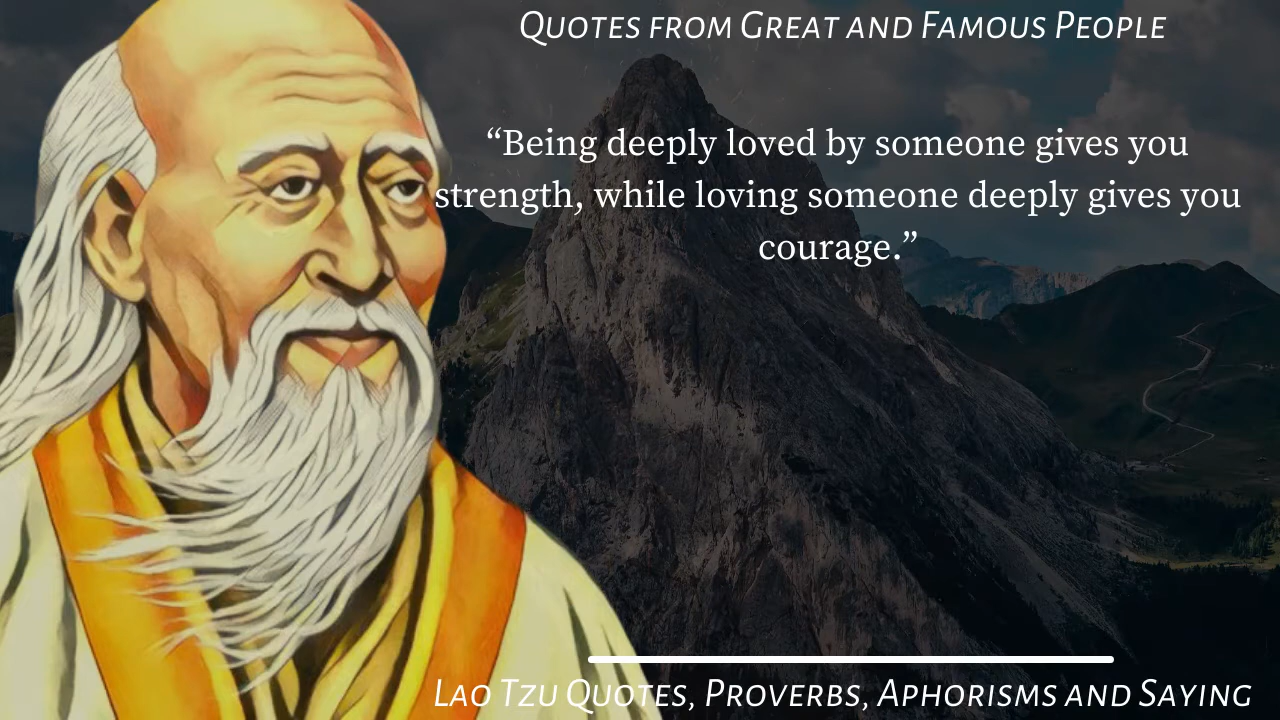 Quotes from Great and Famous People
“Being deeply loved by someone gives you
strength, while loving someone deeply gives you
courage.”
Lao Tzu Quotes, Proverbs, Aphorisms and Saying